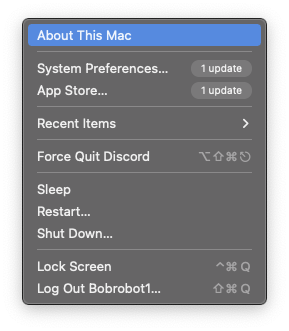 About This Mac
System Preferences... 1 update
App Store... 1 update
Recent Items
Force Quit Discord ⌥⇧⌘⎋
Sleep
Restart...
Shut Down...
Lock Screen ^⌘Q
Log Out Bobrobot1... ⇧⌘Q